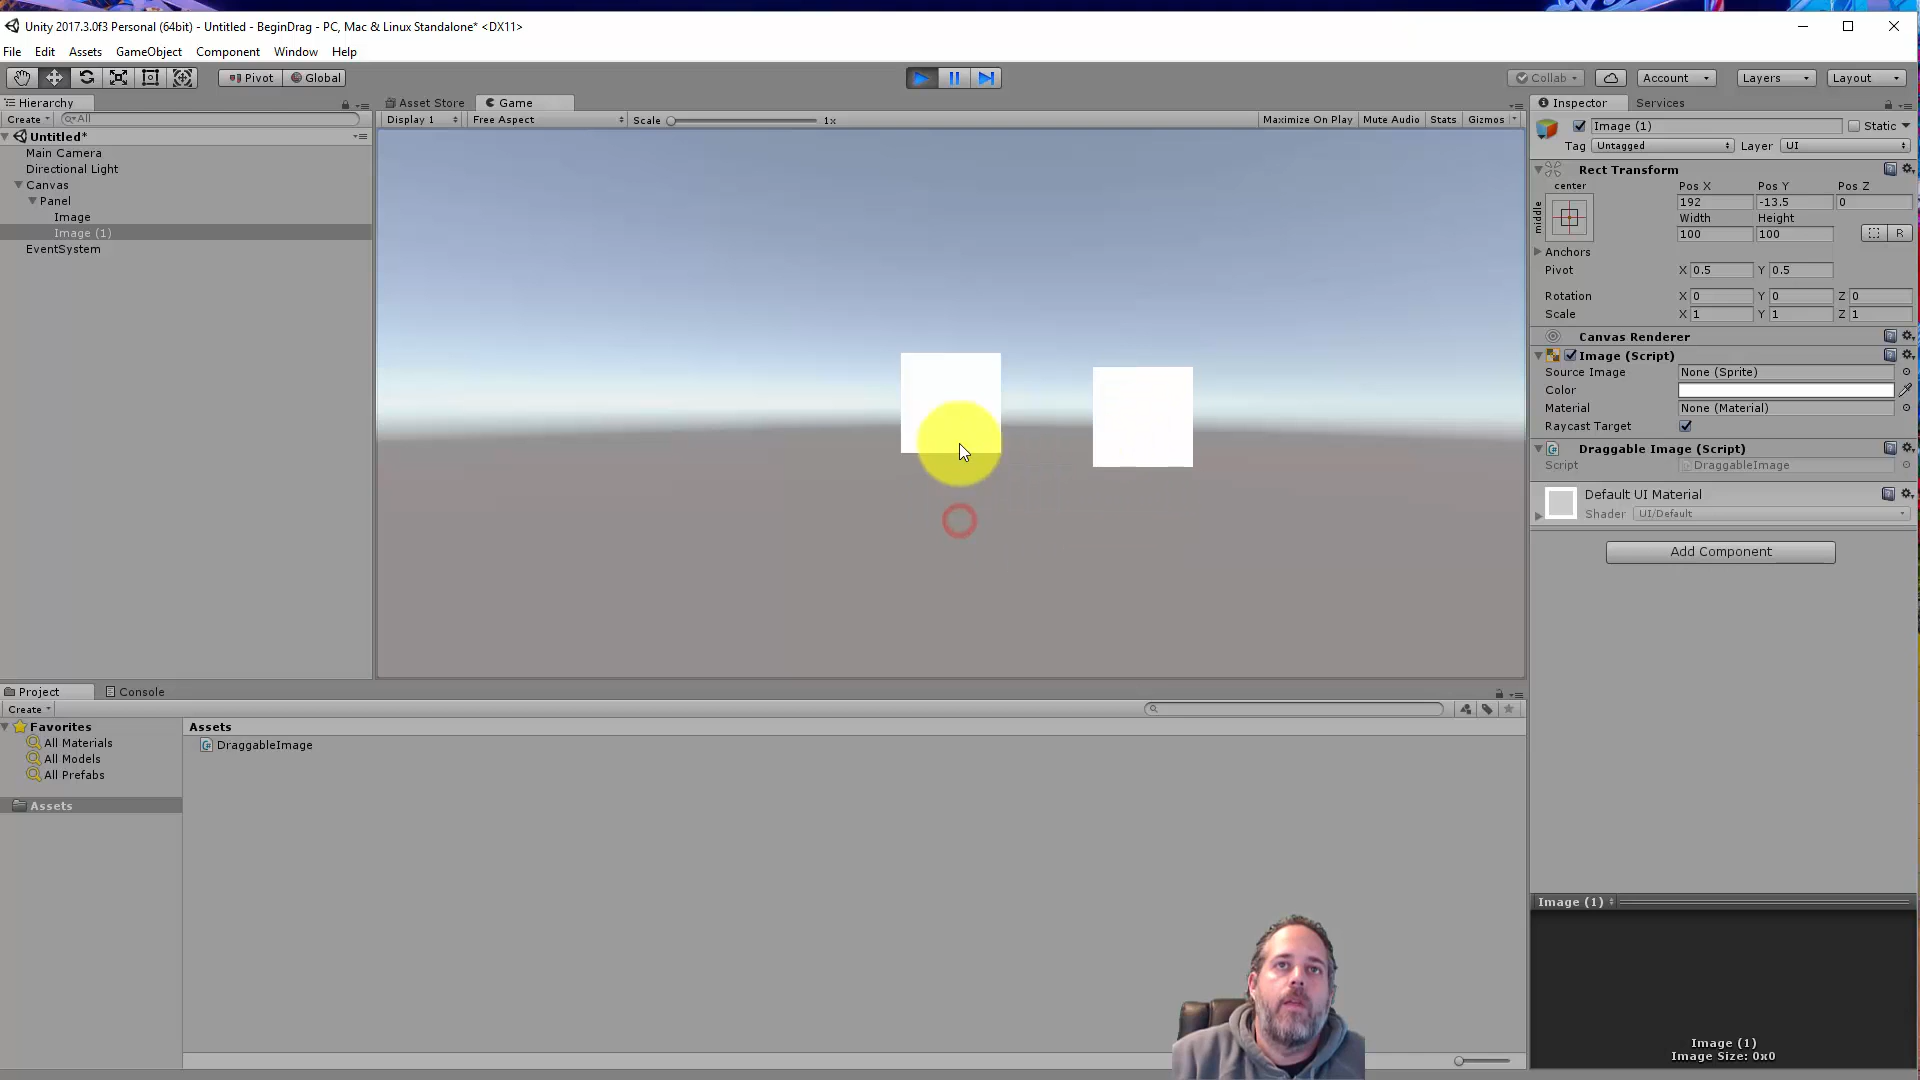 Unity 2017.3.0f3 Personal (64bit) - Untitled - BeginDrag - PC, Mac & Linux Standalone* <DX11>
File Edit Assets GameObject Component Window Help
Pivot Global Collab Account Layers Layout
Hierarchy
Create All
Untitled*
Main Camera
Directional Light
Canvas
Panel
Image
Image (1)
EventSystem
Asset Store Game
Display 1 Free Aspect Scale 1x Maximize On Play Mute Audio Stats Gizmos
Inspector Services
Image (1) Static
Tag Untagged Layer UI
Rect Transform
center Pos X Pos Y Pos Z
middle 192 -13.5 0
Width Height
100 100 R
Anchors
Pivot X 0.5 Y 0.5
Rotation X 0 Y 0 Z 0
Scale X 1 Y 1 Z 1
Canvas Renderer
Image (Script)
Source Image None (Sprite)
Color
Material None (Material)
Raycast Target
Draggable Image (Script)
Script DraggableImage
Default UI Material
Shader UI/Default
Add Component
Project Console
Create
Favorites
All Materials
All Models
All Prefabs
Assets
Assets
DraggableImage
Image (1)
Image (1)
Image Size: 0x0